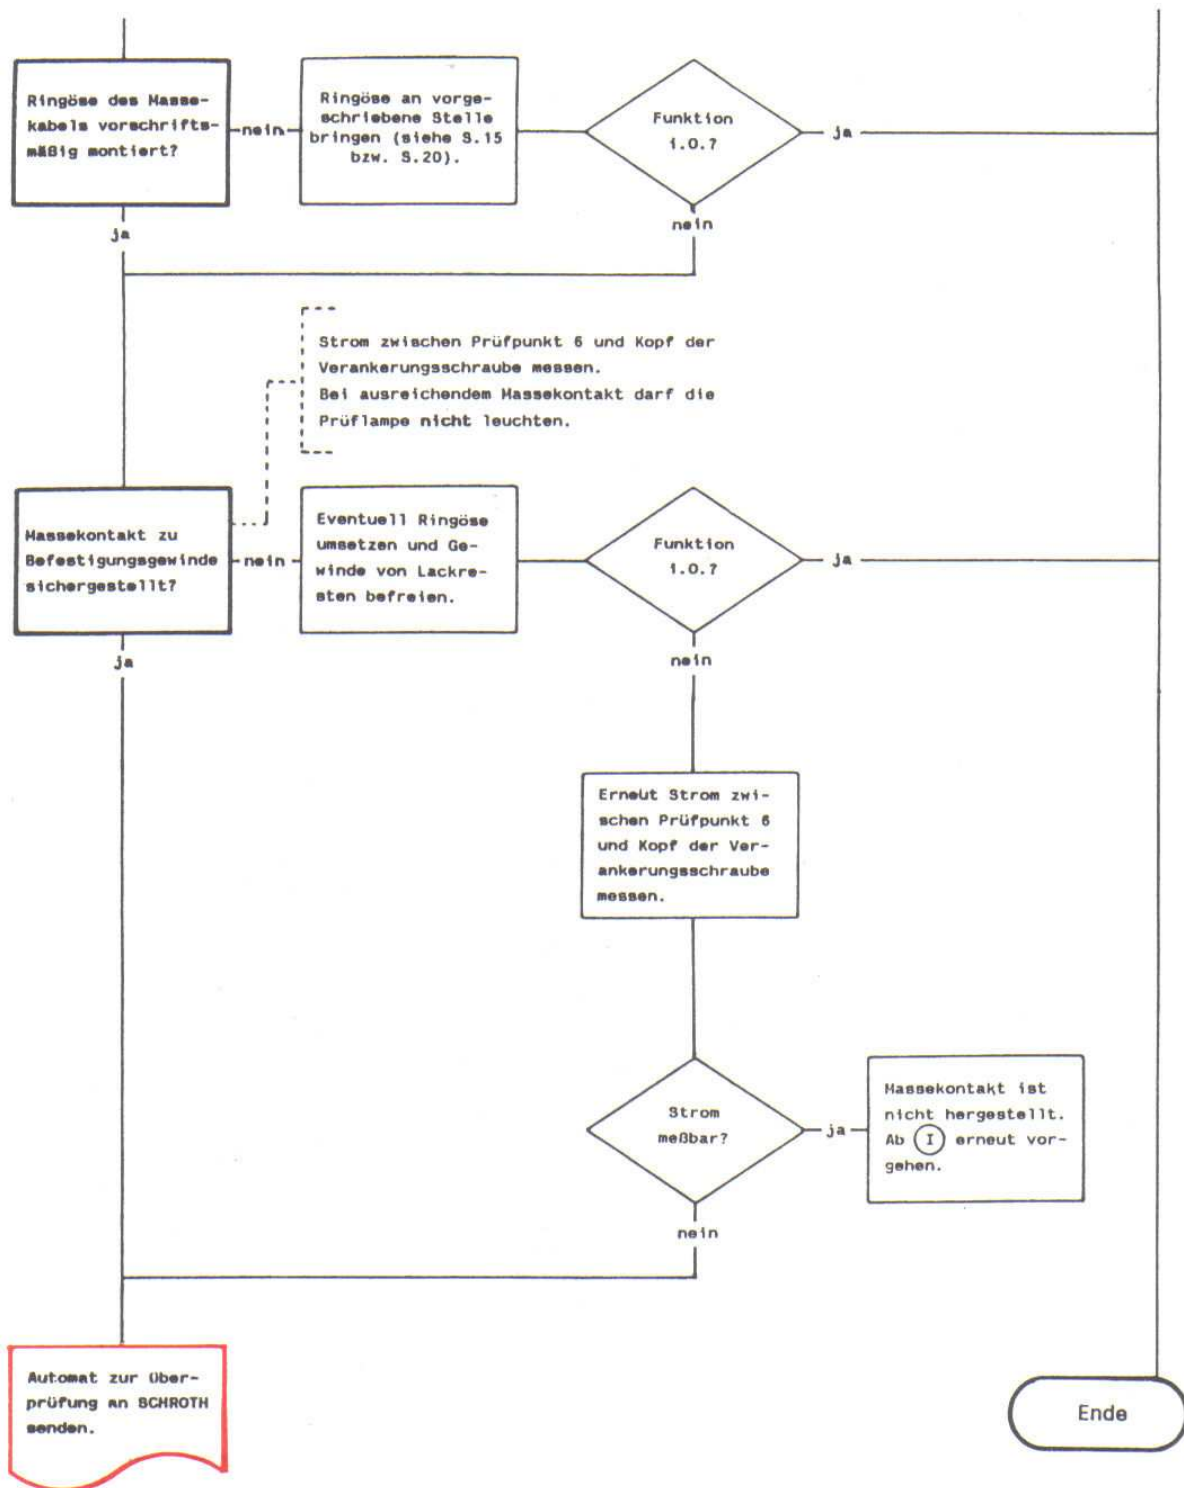 Ringöse des Masse-
kabels vorschrifts-
mäßig montiert?
nein
Ringöse an vorge-
schriebene Stelle
bringen (siehe S.15
bzw. S.20).
Funktion
i.O.?
ja
nein
ja
Strom zwischen Prüfpunkt 6 und Kopf der
Verankerungsschraube messen.
Bei ausreichendem Massekontakt darf die
Prüflampe nicht leuchten.
Massekontakt zu
Befestigungsgewinde
sichergestellt?
nein
Eventuell Ringöse
umsetzen und Ge-
winde von Lackre-
sten befreien.
Funktion
i.O.?
ja
ja
nein
Erneut Strom zwi-
schen Prüfpunkt 6
und Kopf der Ver-
ankerungsschraube
messen.
Strom
meßbar?
ja
Massekontakt ist
nicht hergestellt.
Ab I erneut vor-
gehen.
nein
Automat zur Über-
prüfung an SCHROTH
senden.
Ende